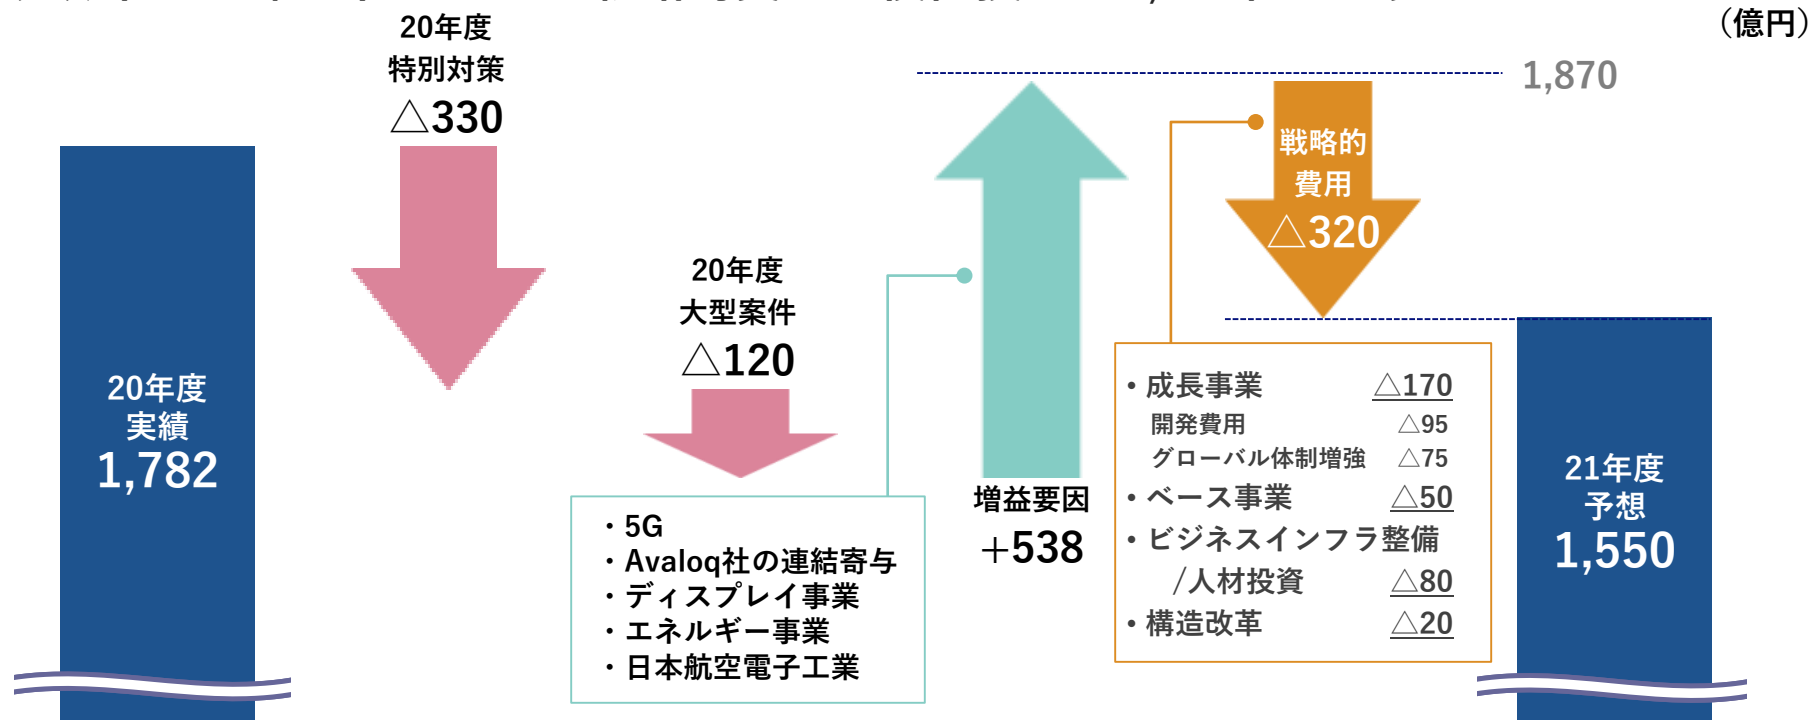 (億円)
20年度
特別対策
△330
1,870
戦略的
費用
△320
20年度
大型案件
△120
20年度
実績
1,782
増益要因
+538
・5G
・Avaloq社の連結寄与
・ディスプレイ事業
・エネルギー事業
・日本航空電子工業
・成長事業 △170
開発費用 △95
グローバル体制増強 △75
・ベース事業 △50
・ビジネスインフラ整備
/人材投資 △80
・構造改革 △20
21年度
予想
1,550